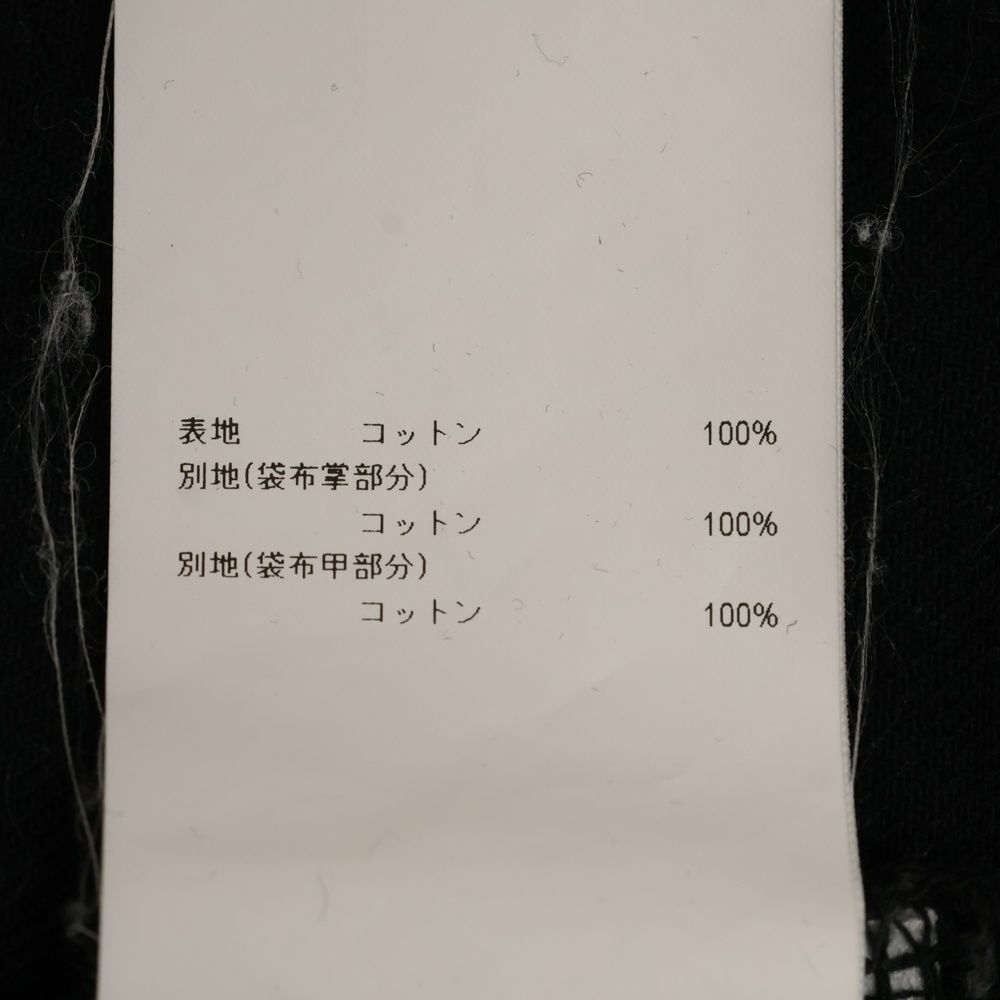 表地 コットン 100%
別地(袋布掌部分)
コットン 100%
別地(袋布甲部分)
コットン 100%